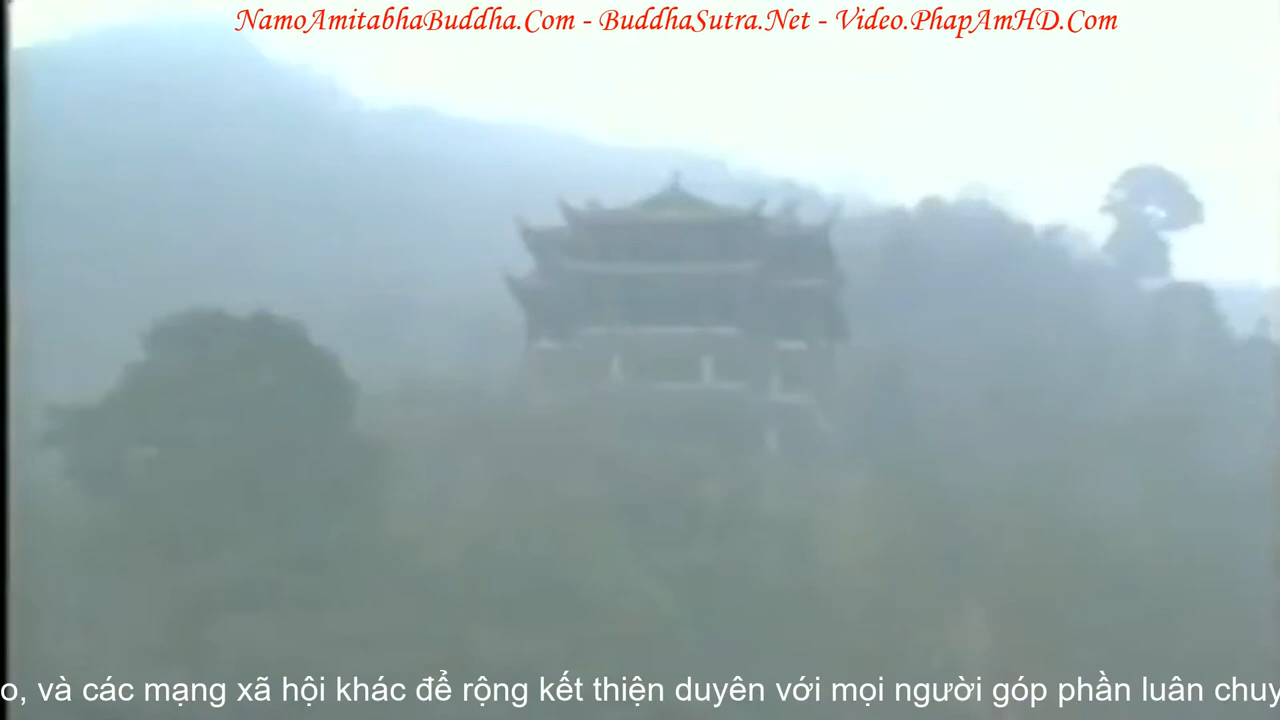 NamoAmitabhaBuddha.Com - BuddhaSutra.Net - Video.PhapAmHD.Com
o, và các mạng xã hội khác để rộng kết thiện duyên với mọi người góp phần luân chuy